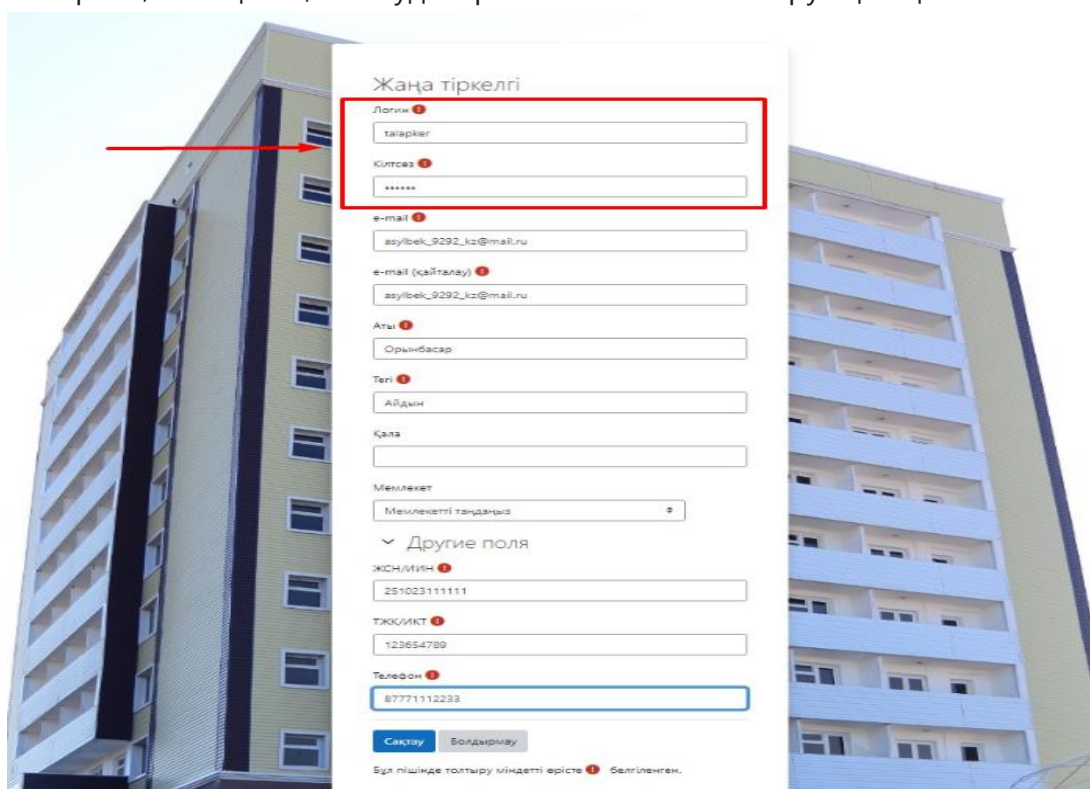 Жаңа тіркелгі
Логин
talapker
Кілтсөз
••••••
e-mail
asylbek_9292_kz@mail.ru
e-mail (қайталау)
asylbek_9292_kz@mail.ru
Аты
Орынбасар
Тегі
Айдын
Қала
Мемлекет
Мемлекетті таңдаңыз
Другие поля
ЖСН/ИИН
251023111111
ТЖК/ИКТ
123654789
Телефон
87771112233
Сақтау Болдырмау
Бұл пішінде толтыру міндетті өрісте белгіленген.